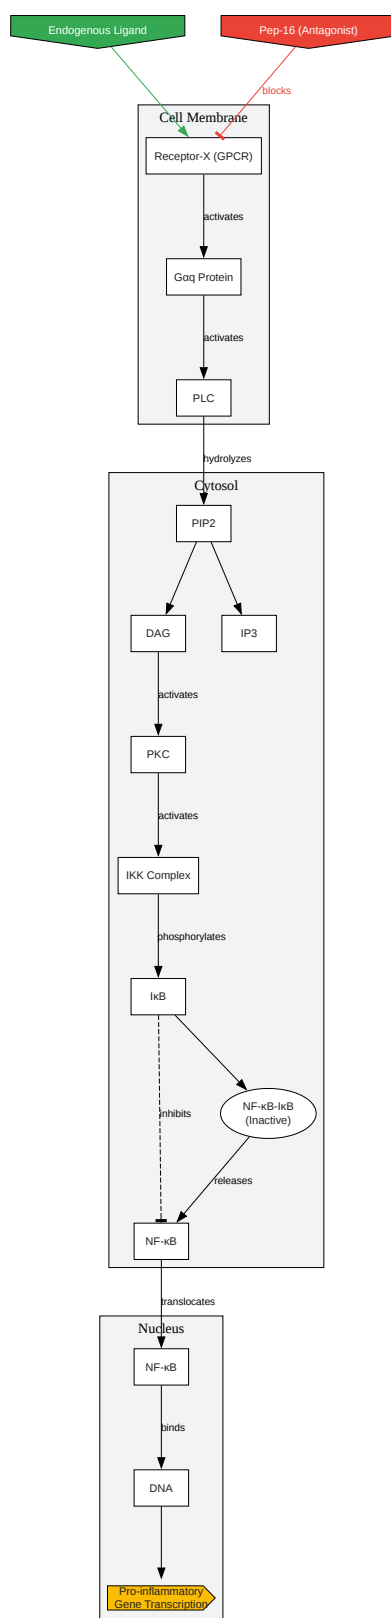 Endogenous Ligand
Pep-16 (Antagonist)
blocks
Cell Membrane
Receptor-X (GPCR)
activates
Gαq Protein
activates
PLC
hydrolyzes
Cytosol
PIP2
DAG
IP3
activates
PKC
activates
IKK Complex
phosphorylates
IκB
inhibits
NF-κB-IκB
(Inactive)
releases
NF-κB
translocates
Nucleus
NF-κB
binds
DNA
Pro-inflammatory
Gene Transcription